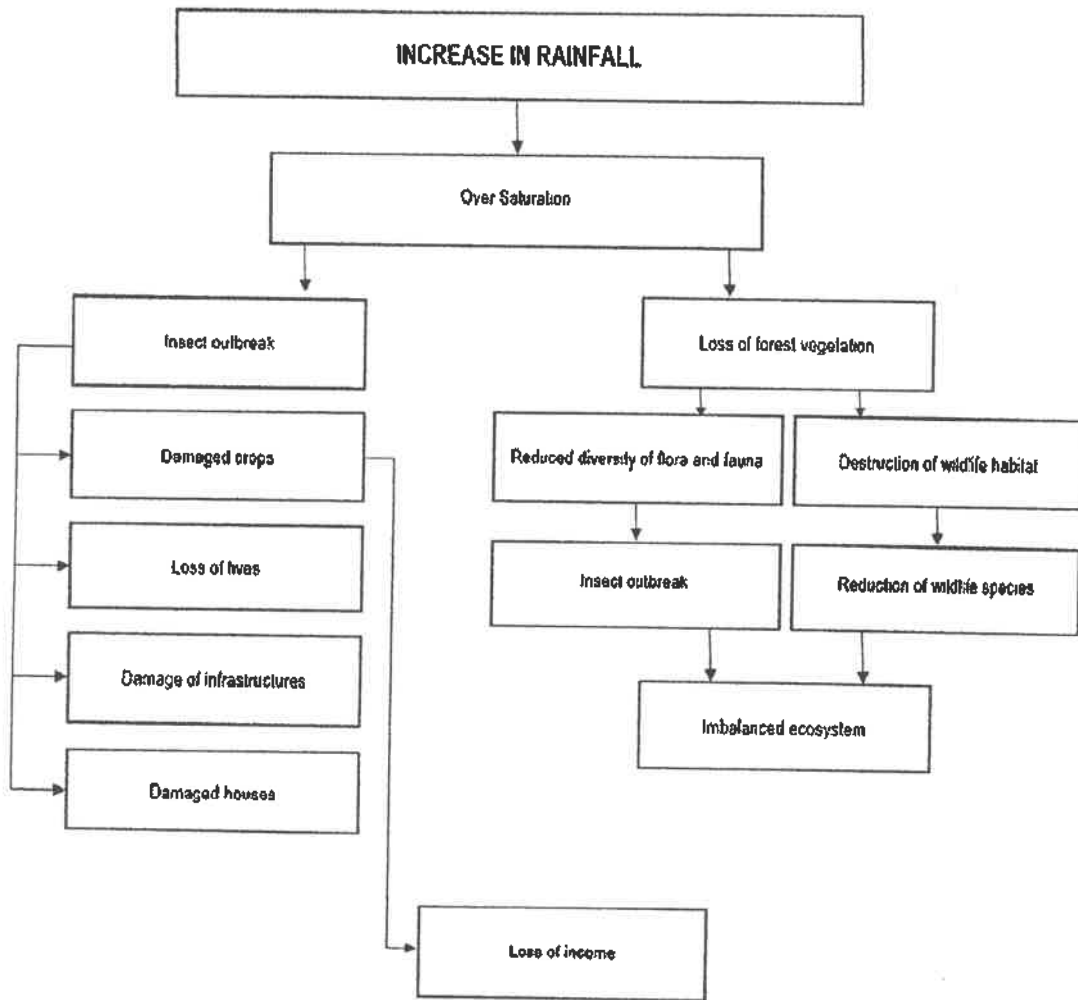 INCREASE IN RAINFALL
Over Saturation
Insect outbreak
Loss of forest vegetation
Damaged crops
Reduced diversity of flora and fauna
Destruction of wildlife habitat
Loss of lives
Insect outbreak
Reduction of wildlife species
Damage of infrastructures
Imbalanced ecosystem
Damaged houses
Loss of income